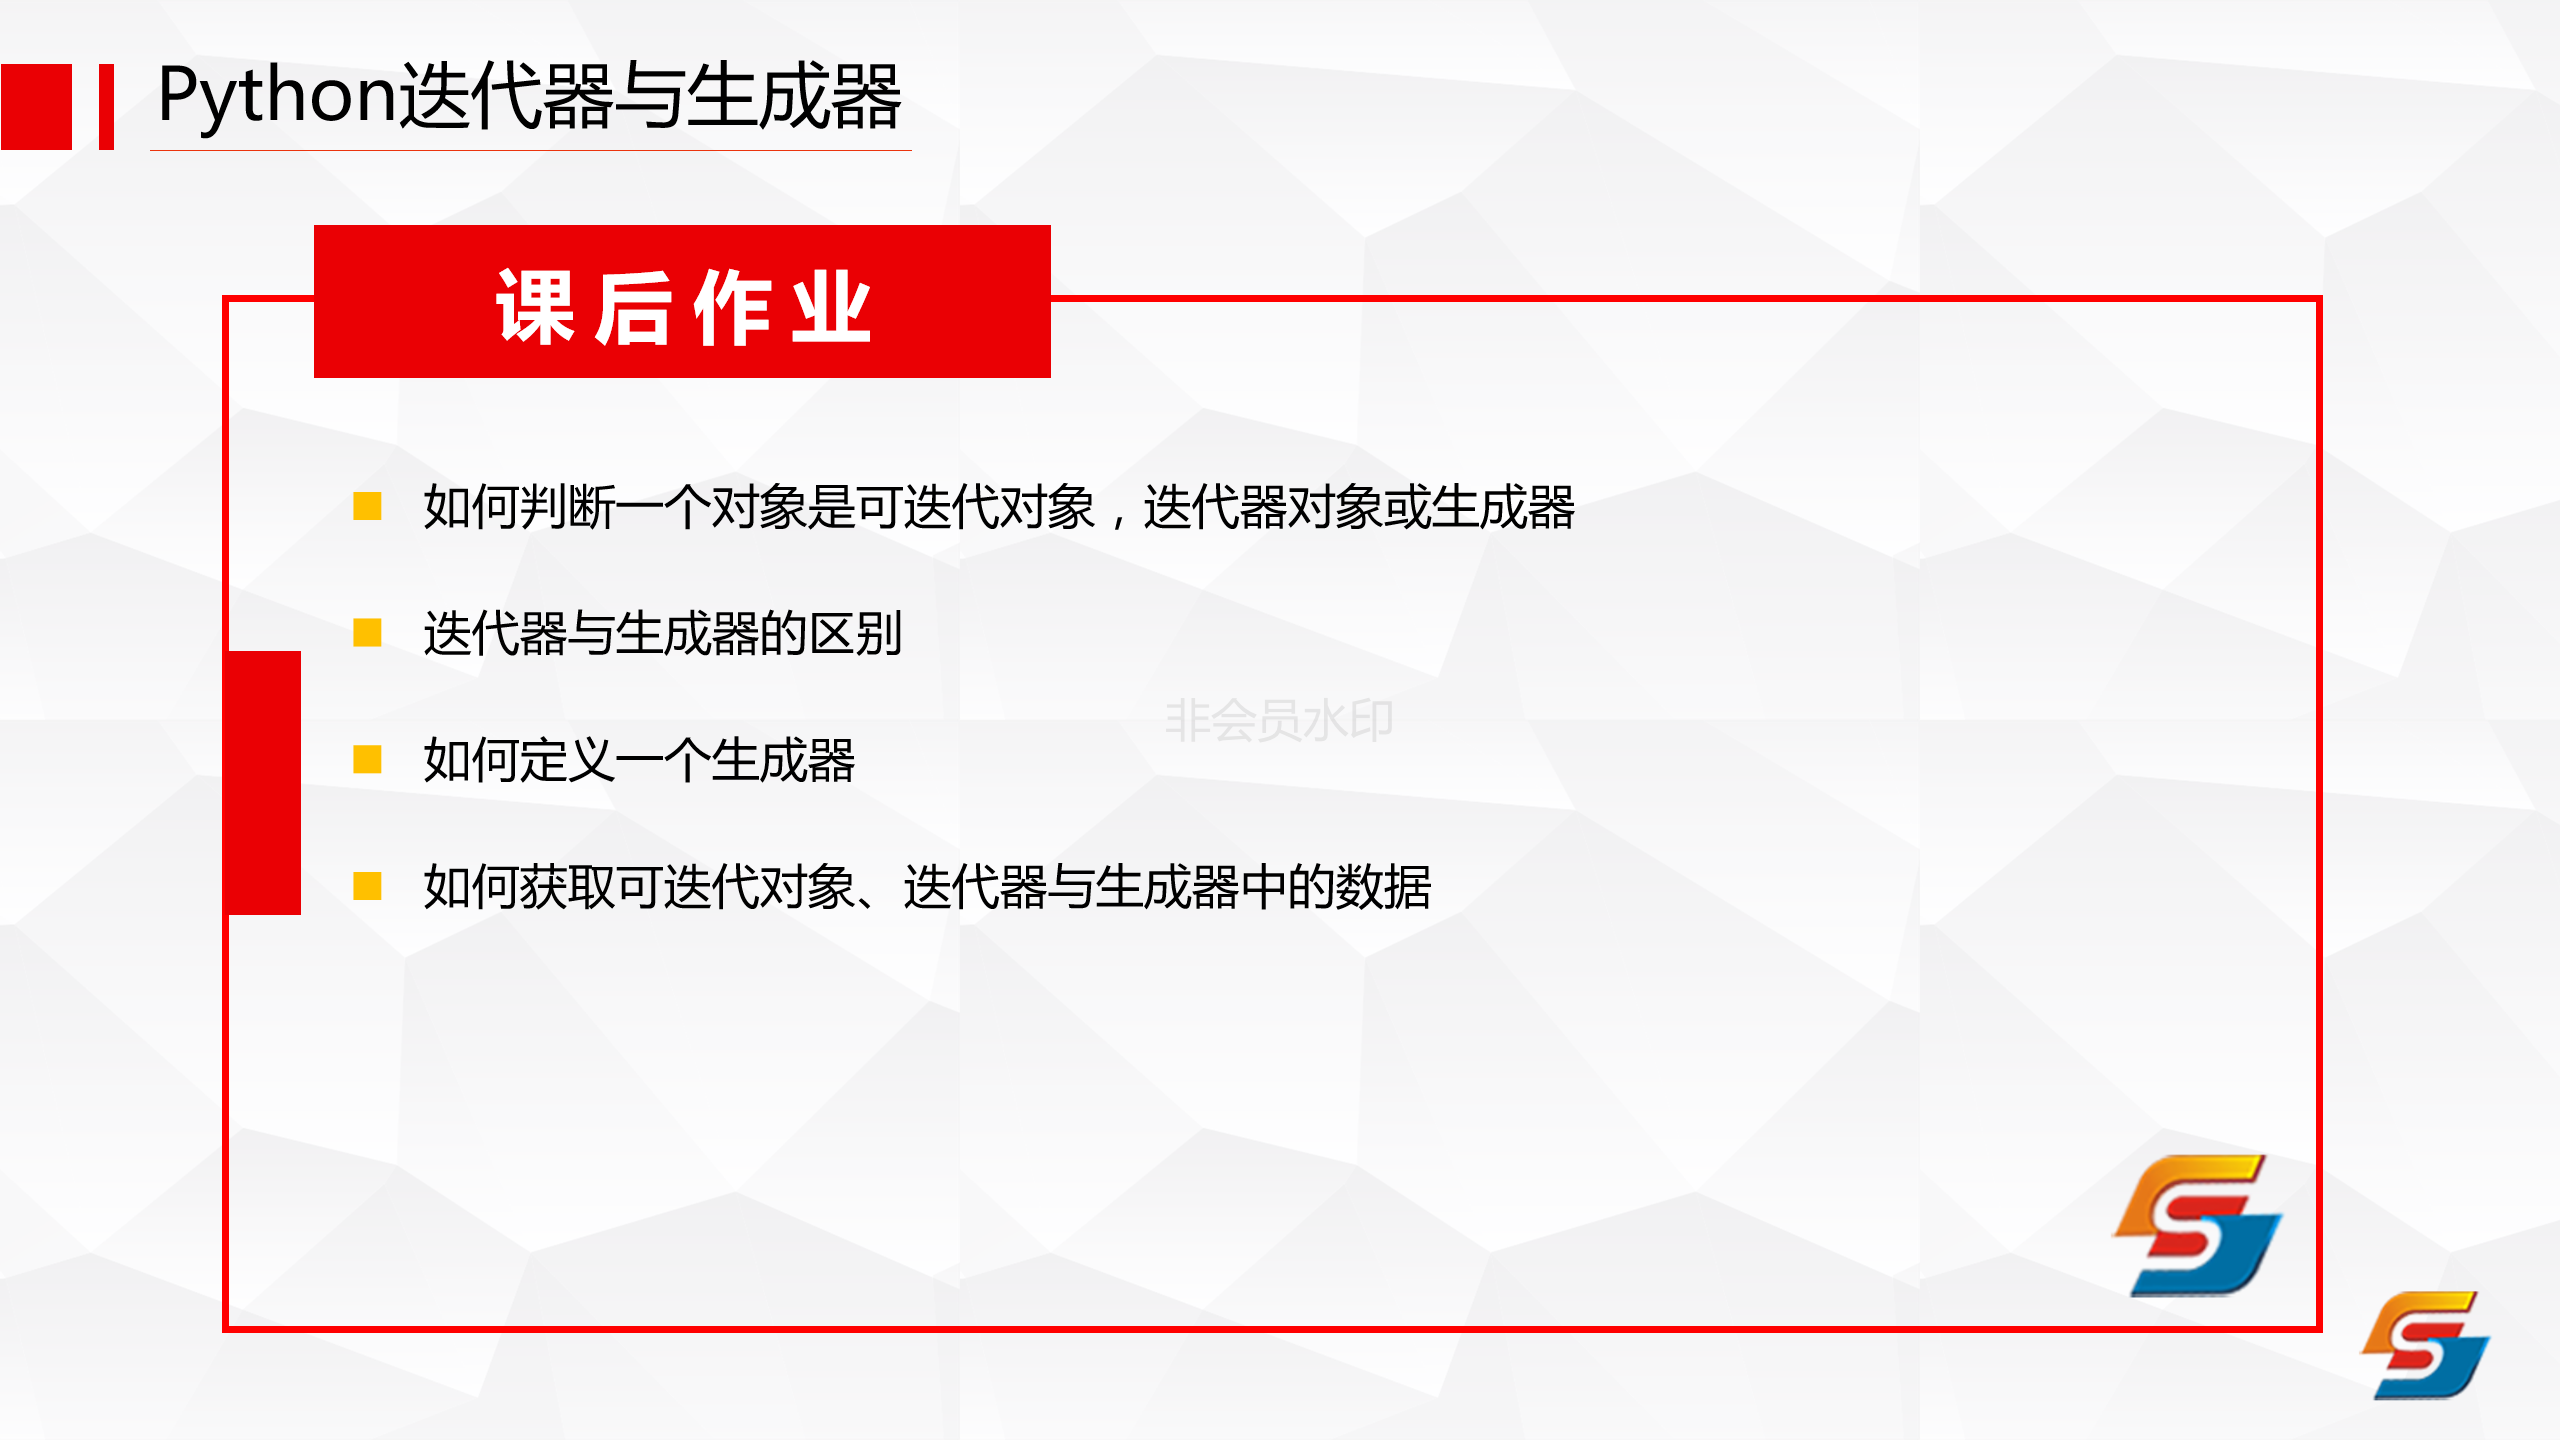 Python迭代器与生成器
课后作业
如何判断一个对象是可迭代对象，迭代器对象或生成器
迭代器与生成器的区别
非会员水印
如何定义一个生成器
如何获取可迭代对象、迭代器与生成器中的数据